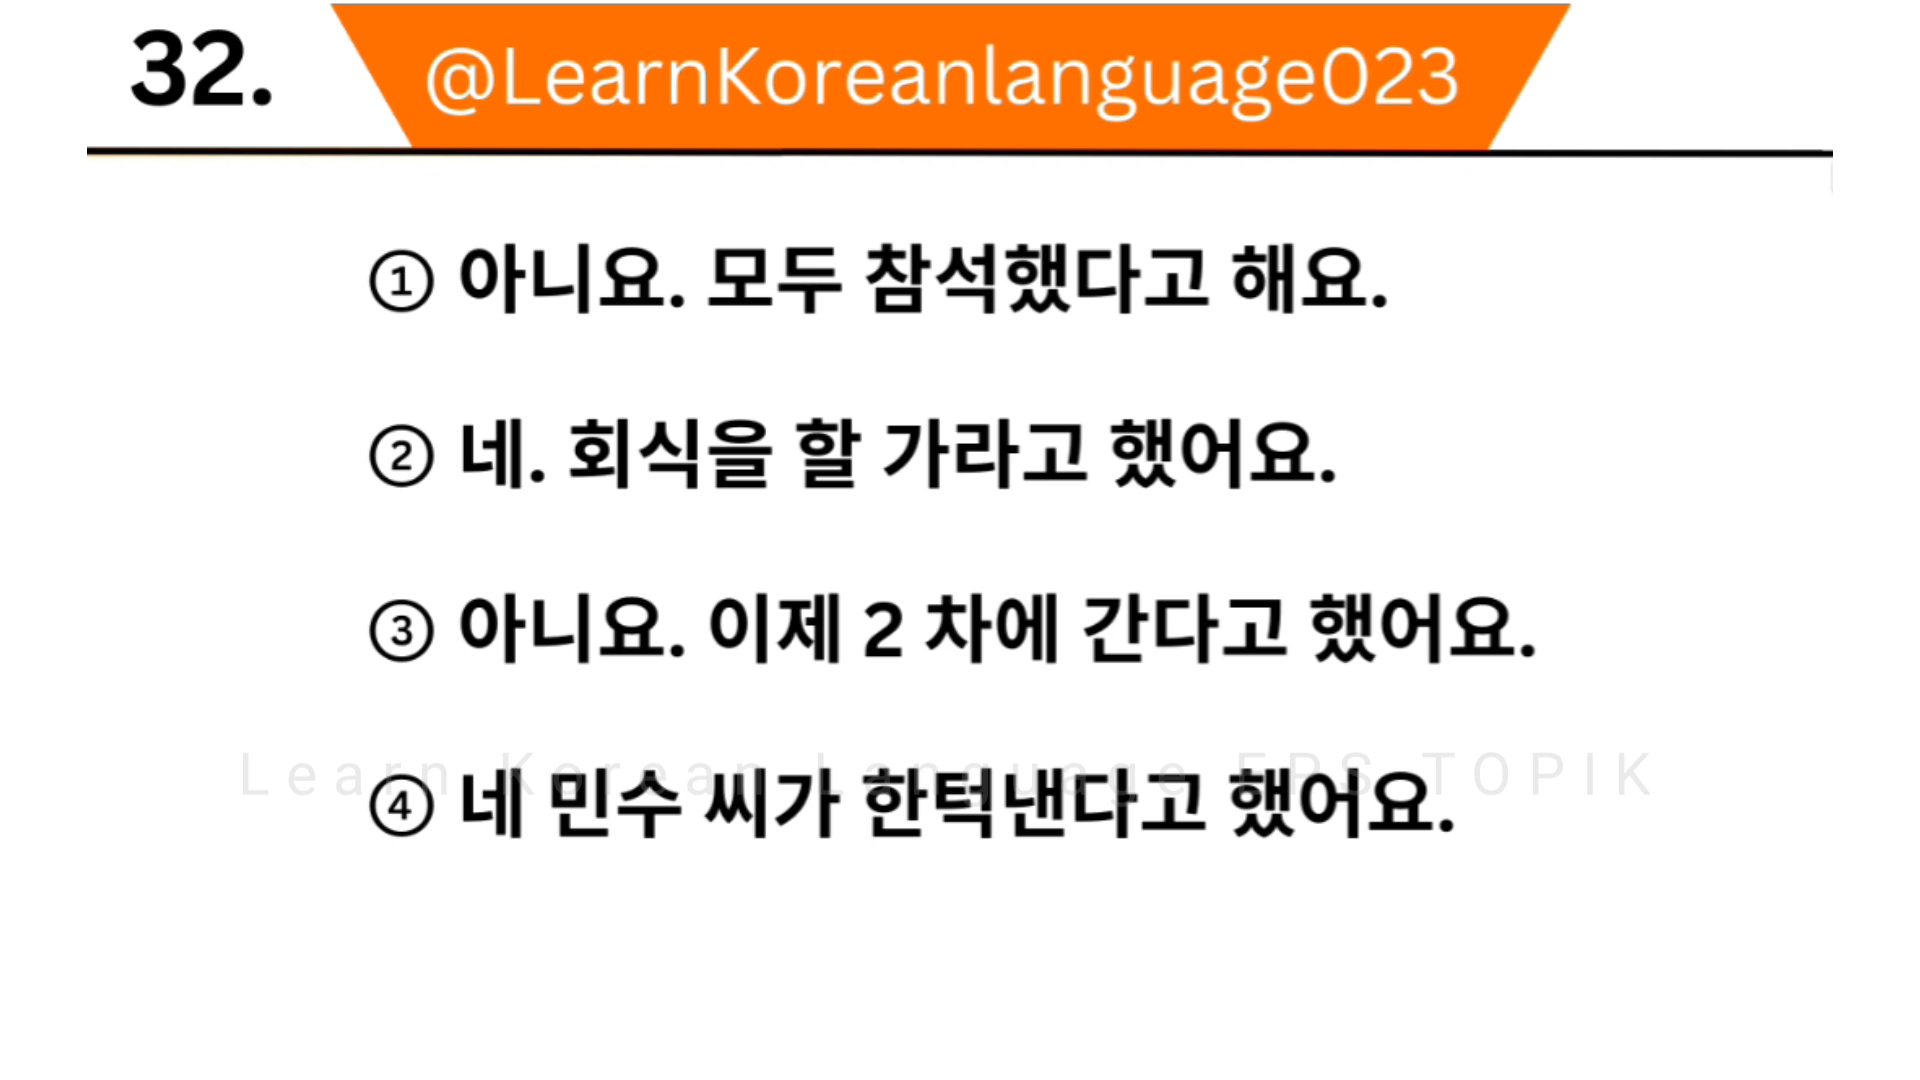 32.
@LearnKoreanlanguage023
① 아니요. 모두 참석했다고 해요.
② 네. 회식을 할 가라고 했어요.
③ 아니요. 이제 2 차에 간다고 했어요.
Learn Korean Language EPS TOPIK
④ 네 민수 씨가 한턱낸다고 했어요.